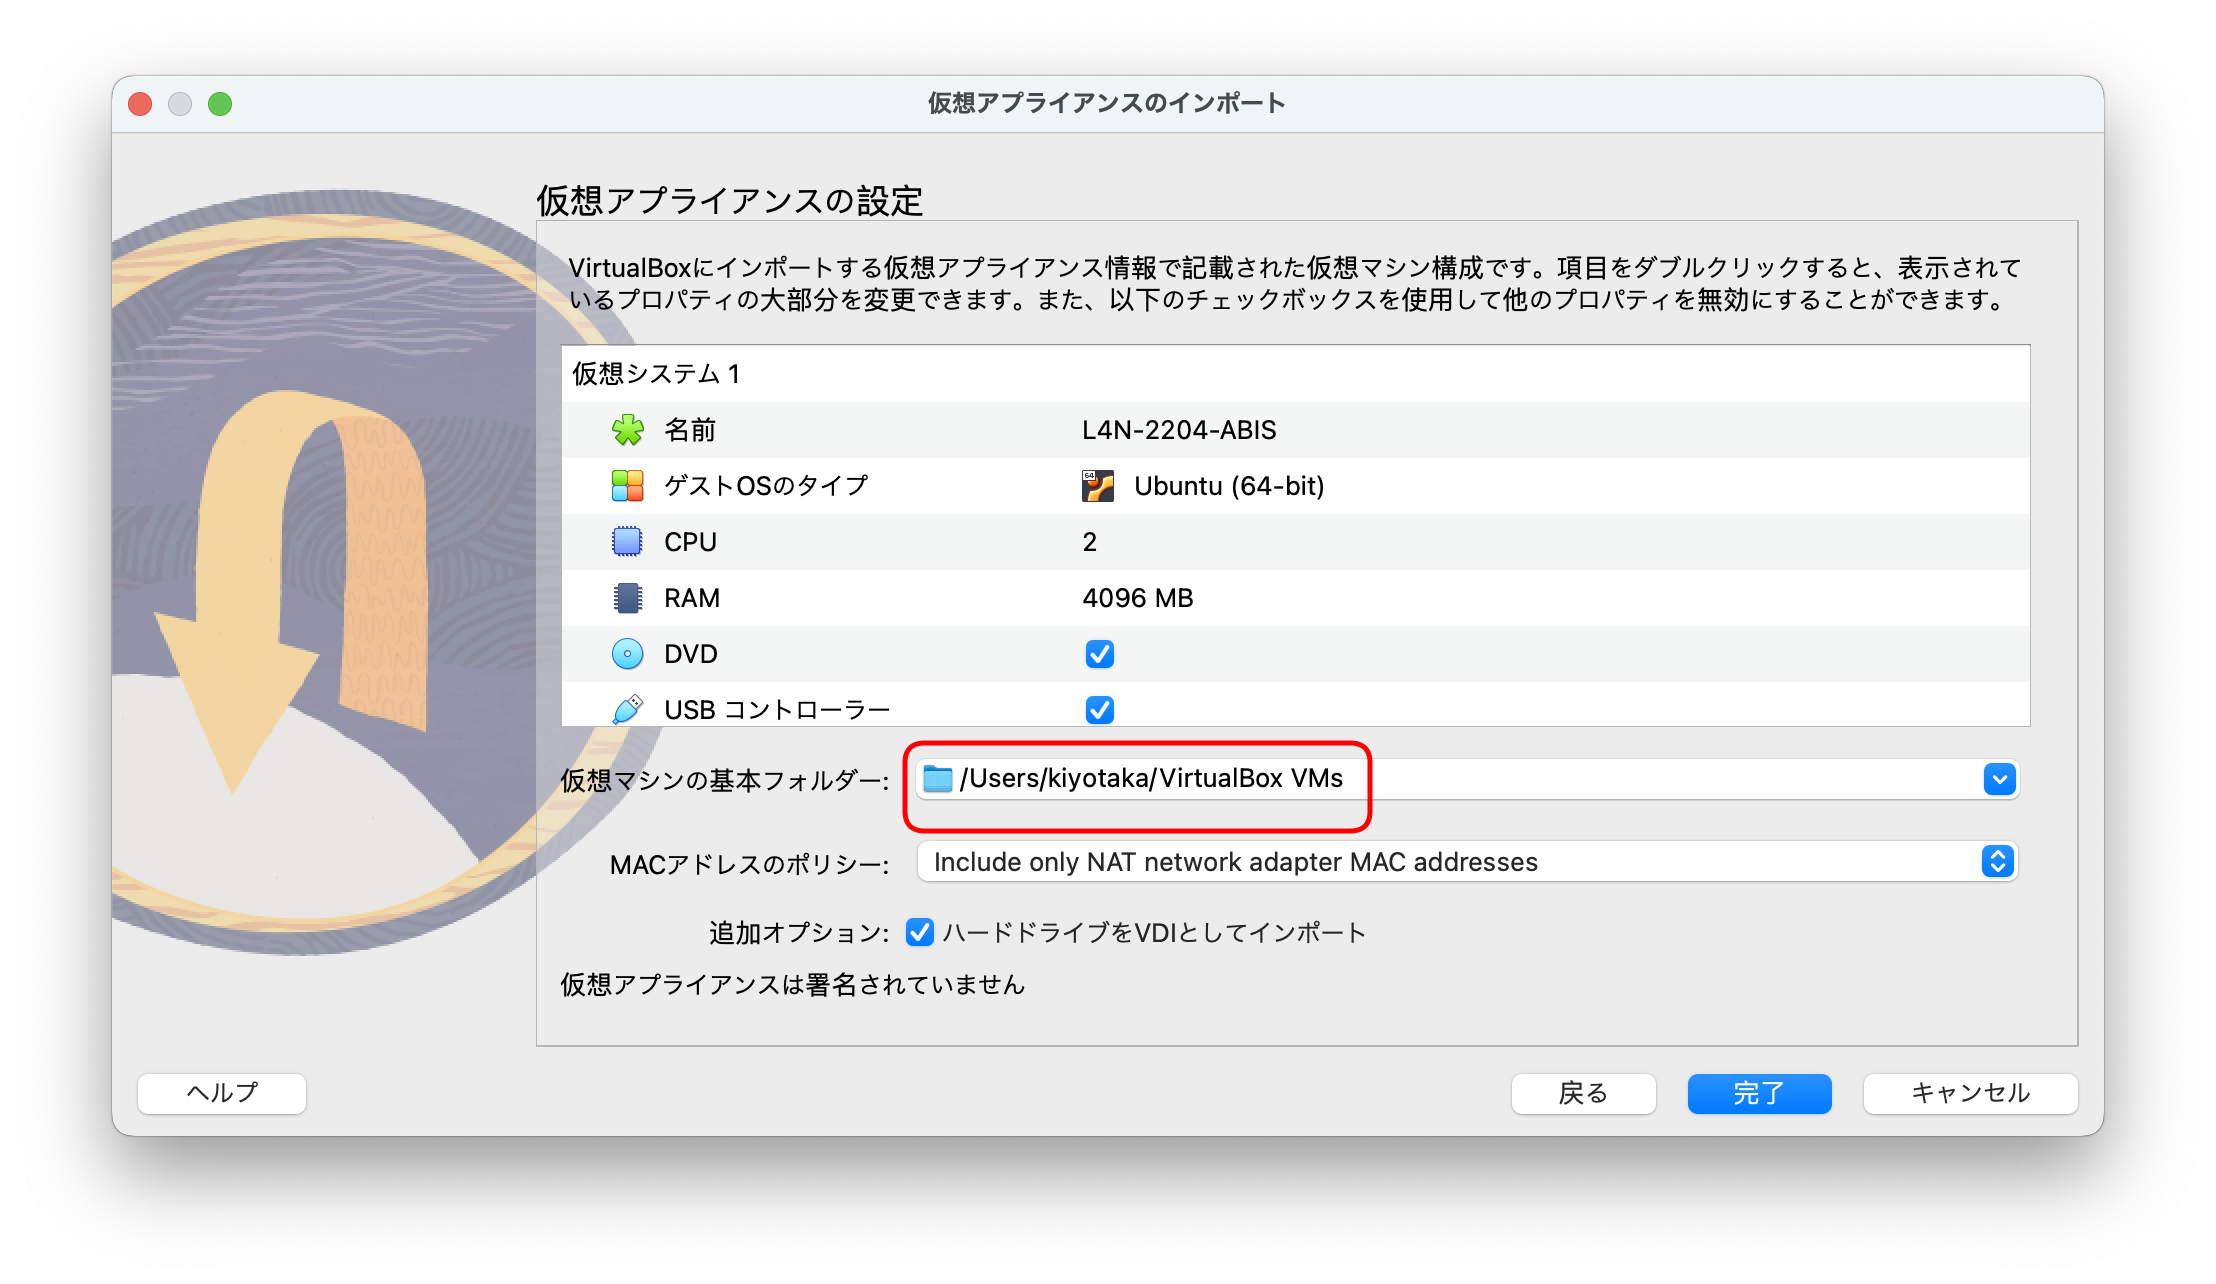 仮想アプライアンスのインポート
仮想アプライアンスの設定
VirtualBoxにインポートする仮想アプライアンス情報で記載された仮想マシン構成です。項目をダブルクリックすると、表示されて
いるプロパティの大部分を変更できます。また、以下のチェックボックスを使用して他のプロパティを無効にすることができます。
仮想システム 1
名前 L4N-2204-ABIS
ゲストOSのタイプ 64 Ubuntu (64-bit)
CPU 2
RAM 4096 MB
DVD
USB コントローラー
仮想マシンの基本フォルダー: /Users/kiyotaka/VirtualBox VMs
MACアドレスのポリシー: Include only NAT network adapter MAC addresses
追加オプション: ハードドライブをVDIとしてインポート
仮想アプライアンスは署名されていません
ヘルプ 戻る 完了 キャンセル